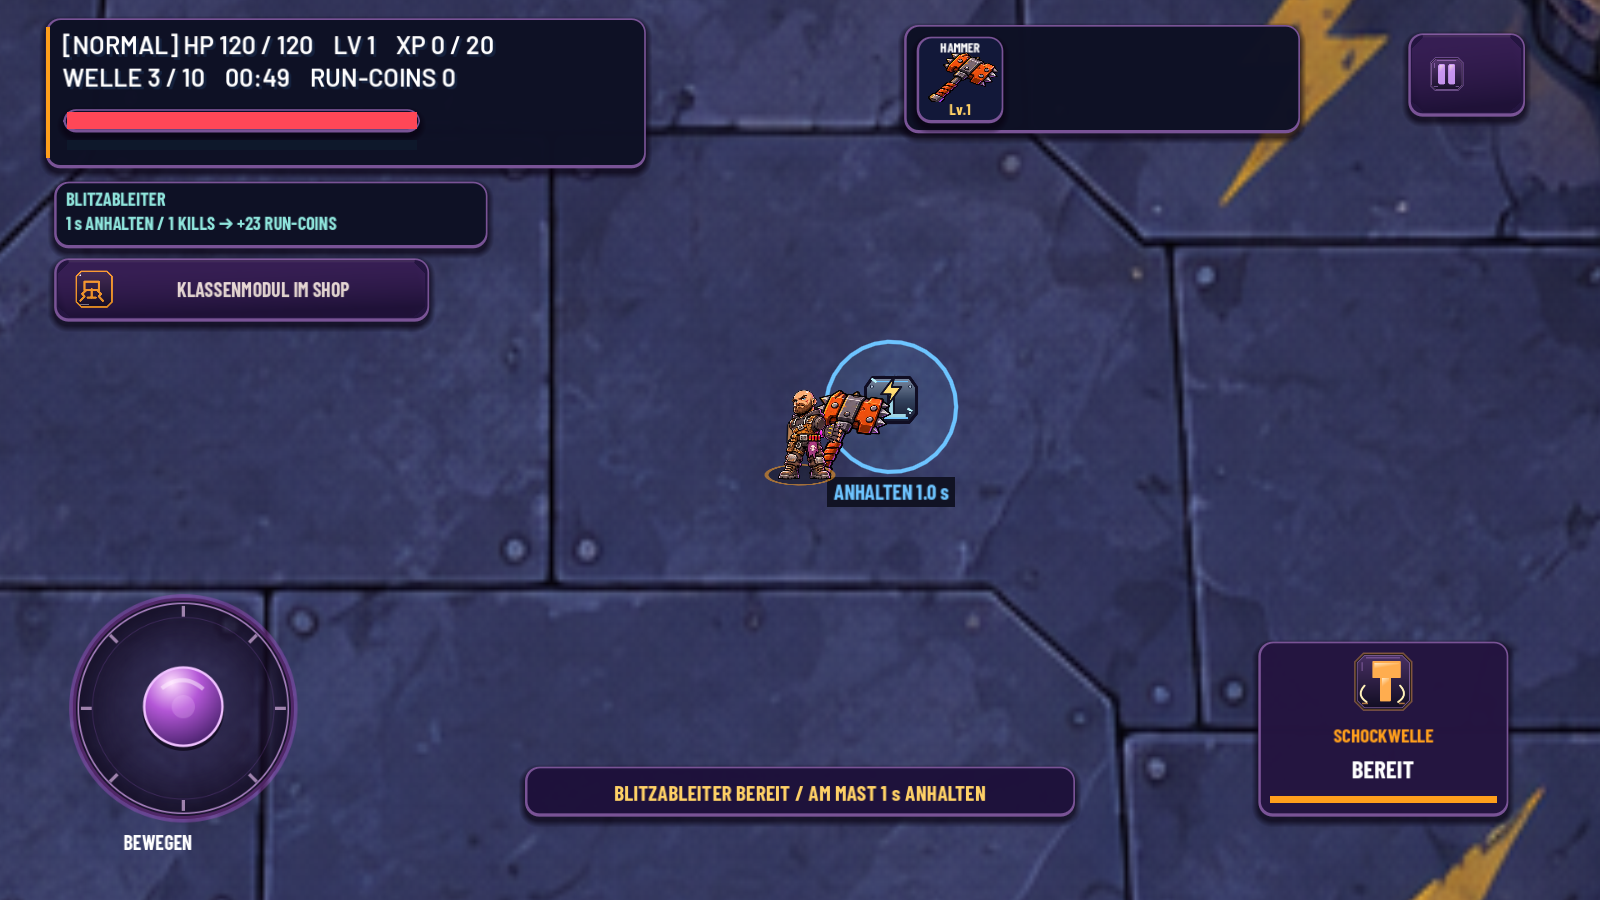 [NORMAL] HP 120 / 120 LV 1 XP 0 / 20
WELLE 3 / 10 00:49 RUN-COINS 0
HAMMER
Lv.1
BLITZABLEITER
1 s ANHALTEN / 1 KILLS → +23 RUN-COINS
KLASSENMODUL IM SHOP
ANHALTEN 1.0 s
SCHOCKWELLE
BEREIT
BLITZABLEITER BEREIT / AM MAST 1 s ANHALTEN
BEWEGEN